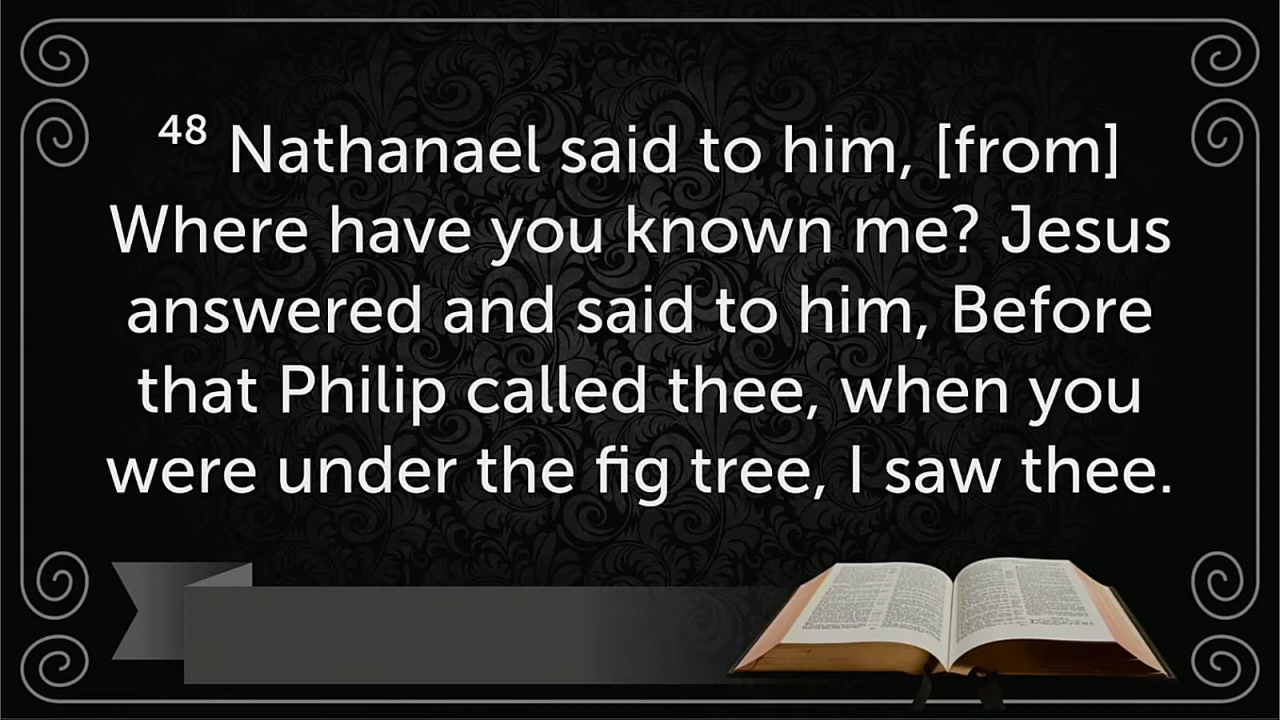 48 Nathanael said to him, [from]
Where have you known me? Jesus
answered and said to him, Before
that Philip called thee, when you
were under the fig tree, I saw thee.